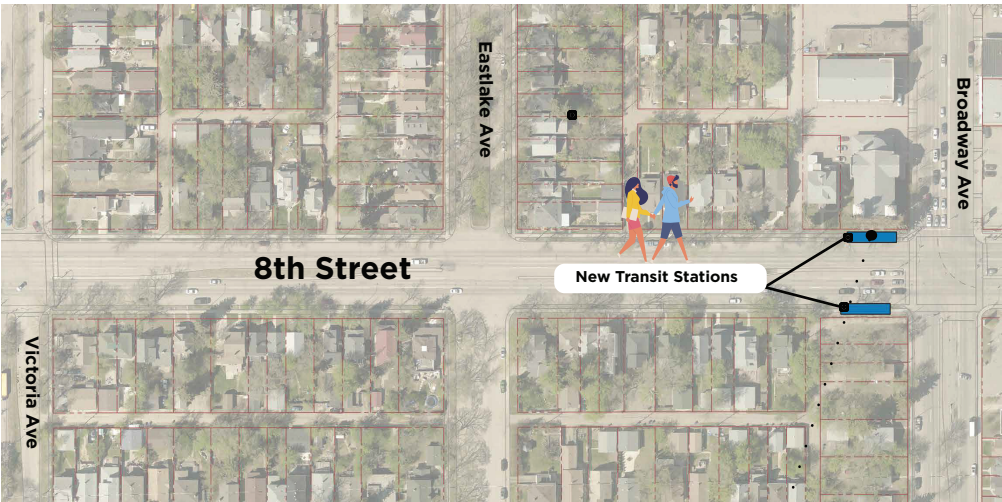 Eastlake Ave
Broadway Ave
8th Street
New Transit Stations
Victoria Ave